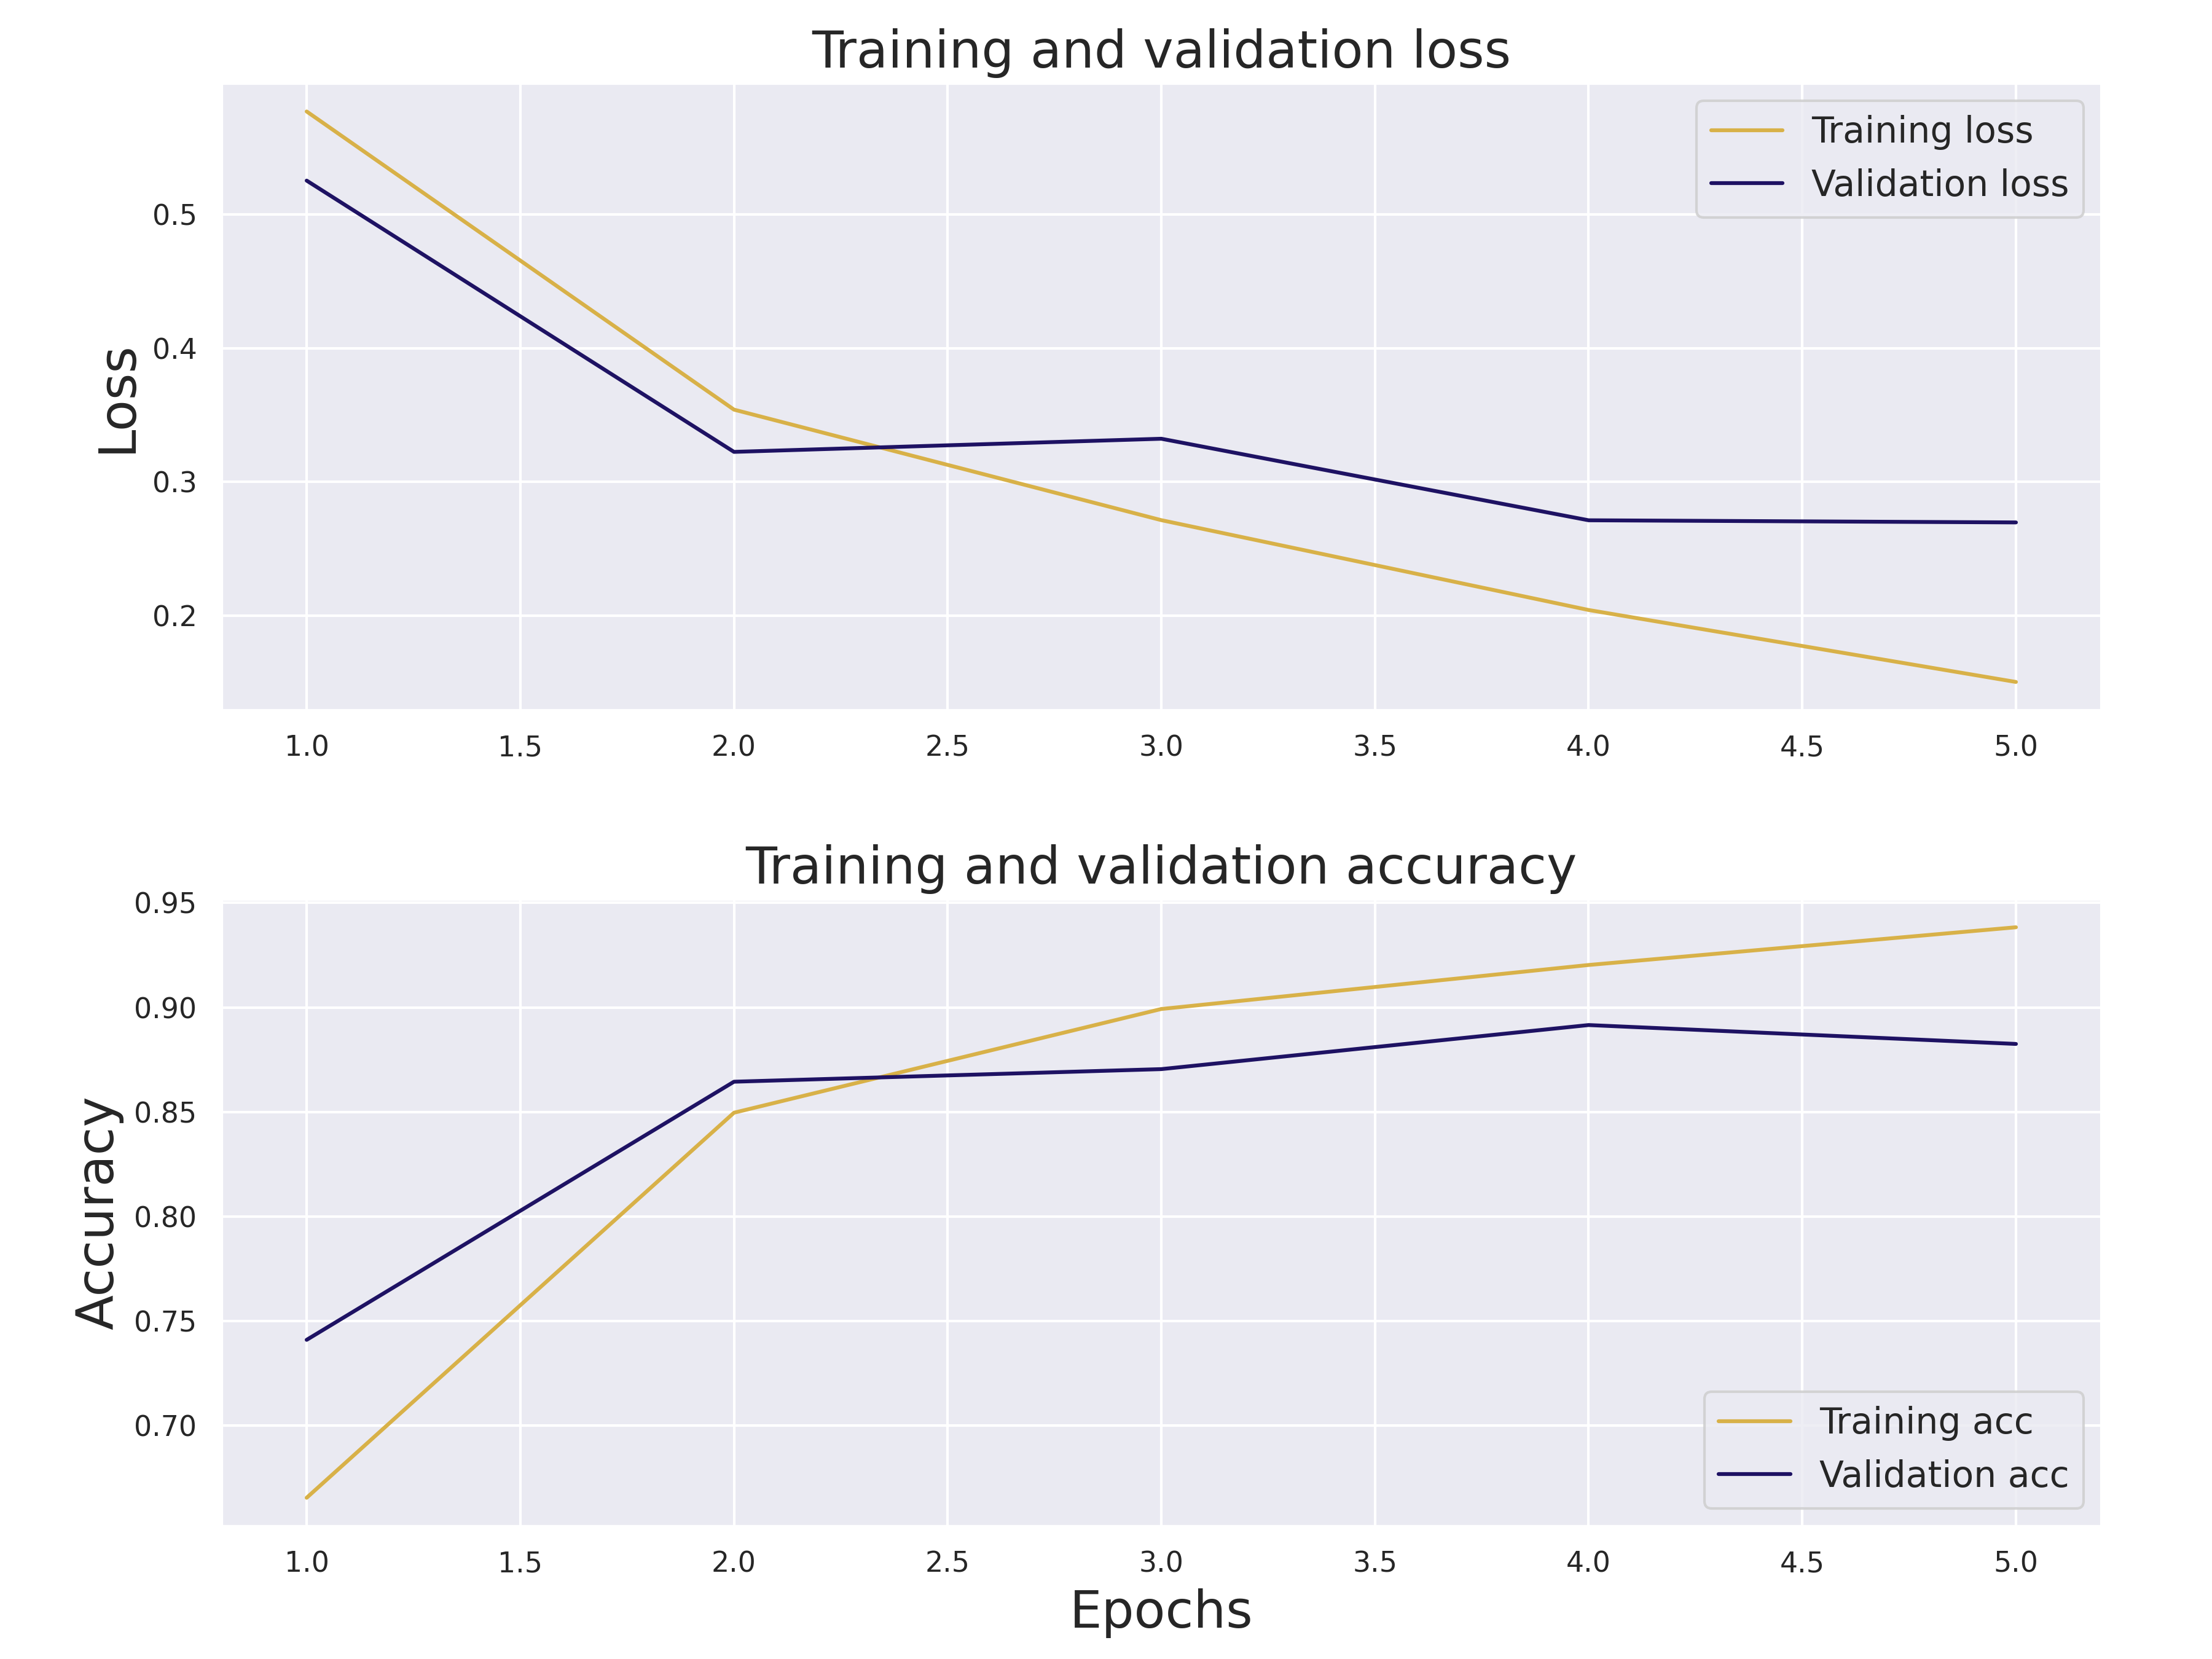 Training and validation loss
Training loss
Validation loss
Loss
0.5
0.4
0.3
0.2
1.0 1.5 2.0 2.5 3.0 3.5 4.0 4.5 5.0
Training and validation accuracy
Accuracy
0.95
0.90
0.85
0.80
0.75
0.70
Training acc
Validation acc
1.0 1.5 2.0 2.5 3.0 3.5 4.0 4.5 5.0
Epochs